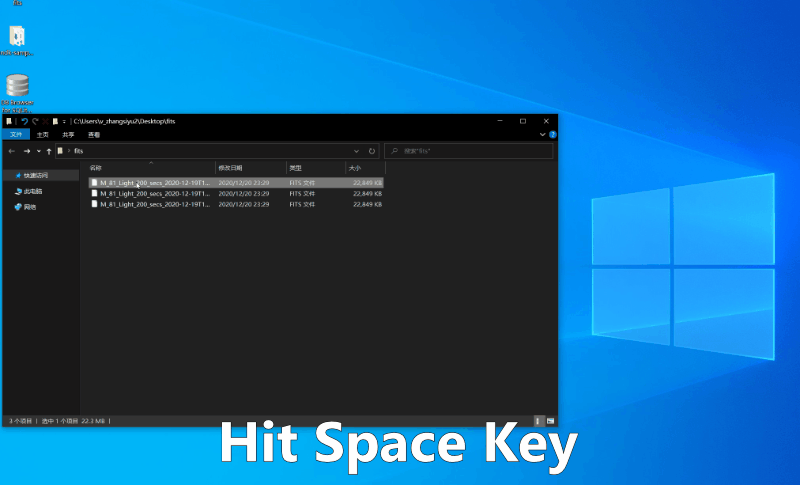 fits
C:\Users\v_zhangsiyu2\Desktop\fits
文件 主页 共享 查看
fits
搜索"fits"
名称 修改日期 类型 大小
快速访问
此电脑
网络
M_81_Light_200_secs_2020-12-19T1... 2020/12/20 23:29 FITS 文件 22,849 KB
M_81_Light_200_secs_2020-12-19T1... 2020/12/20 23:29 FITS 文件 22,849 KB
M_81_Light_200_secs_2020-12-19T1... 2020/12/20 23:29 FITS 文件 22,849 KB
3 个项目 选中 1 个项目 22.3 MB
Hit Space Key